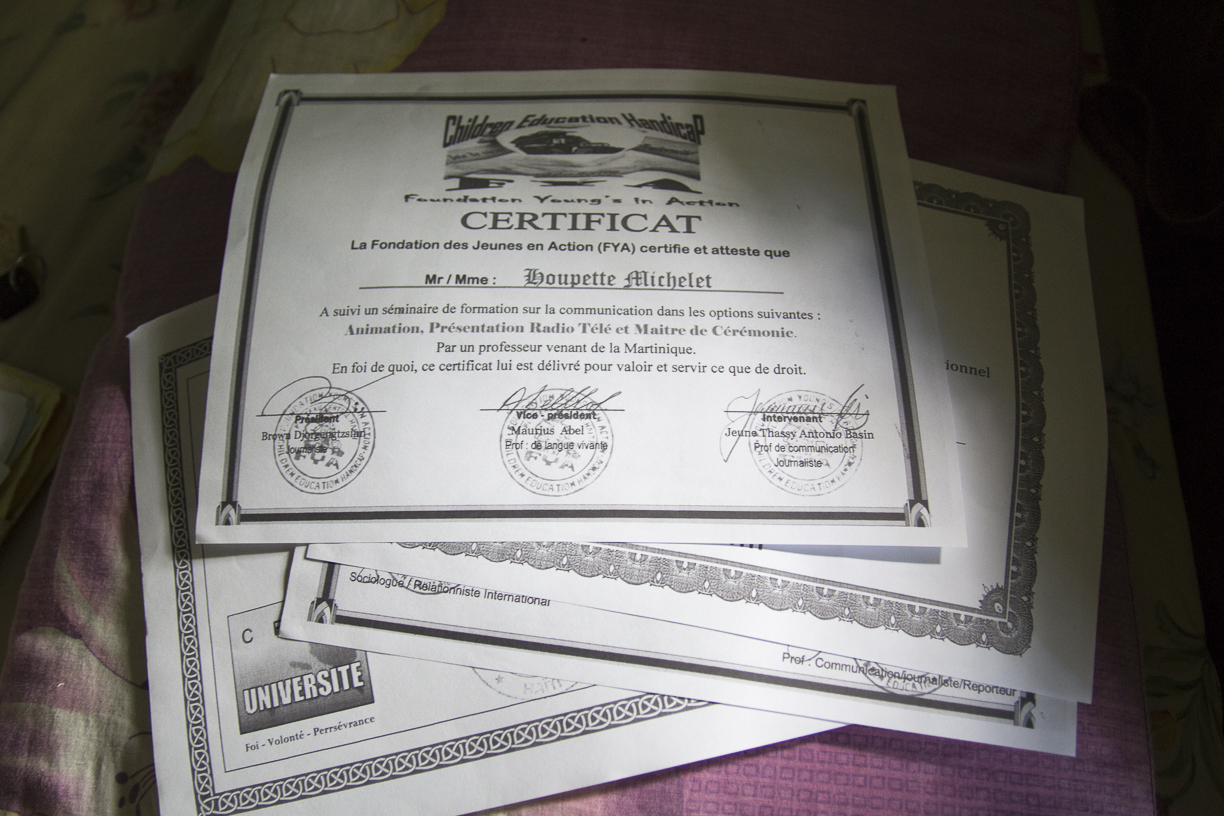 Children Education Handicap
FYA
Foundation Young's in Action
CERTIFICAT
La Fondation des Jeunes en Action (FYA) certifie et atteste que
Mr / Mme : Houpette Michelet
A suivi un séminaire de formation sur la communication dans les options suivantes :
Animation, Présentation Radio Télé et Maitre de Cérémonie.
Par un professeur venant de la Martinique.
En foi de quoi, ce certificat lui est délivré pour valoir et servir ce que de droit.
Président
Brown
Journaliste
Vice - président
Maurius Abel
Prof : de langue vivante
Intervenant
Jeune Thassy Antonio Basin
Prof de communication
Journaliste
ionnel
Sociologue / Relationniste International
Prof : Communication/journaliste/Reporteur
C
UNIVERSITE
Foi - Volonté - Perrsévrance
HAITI